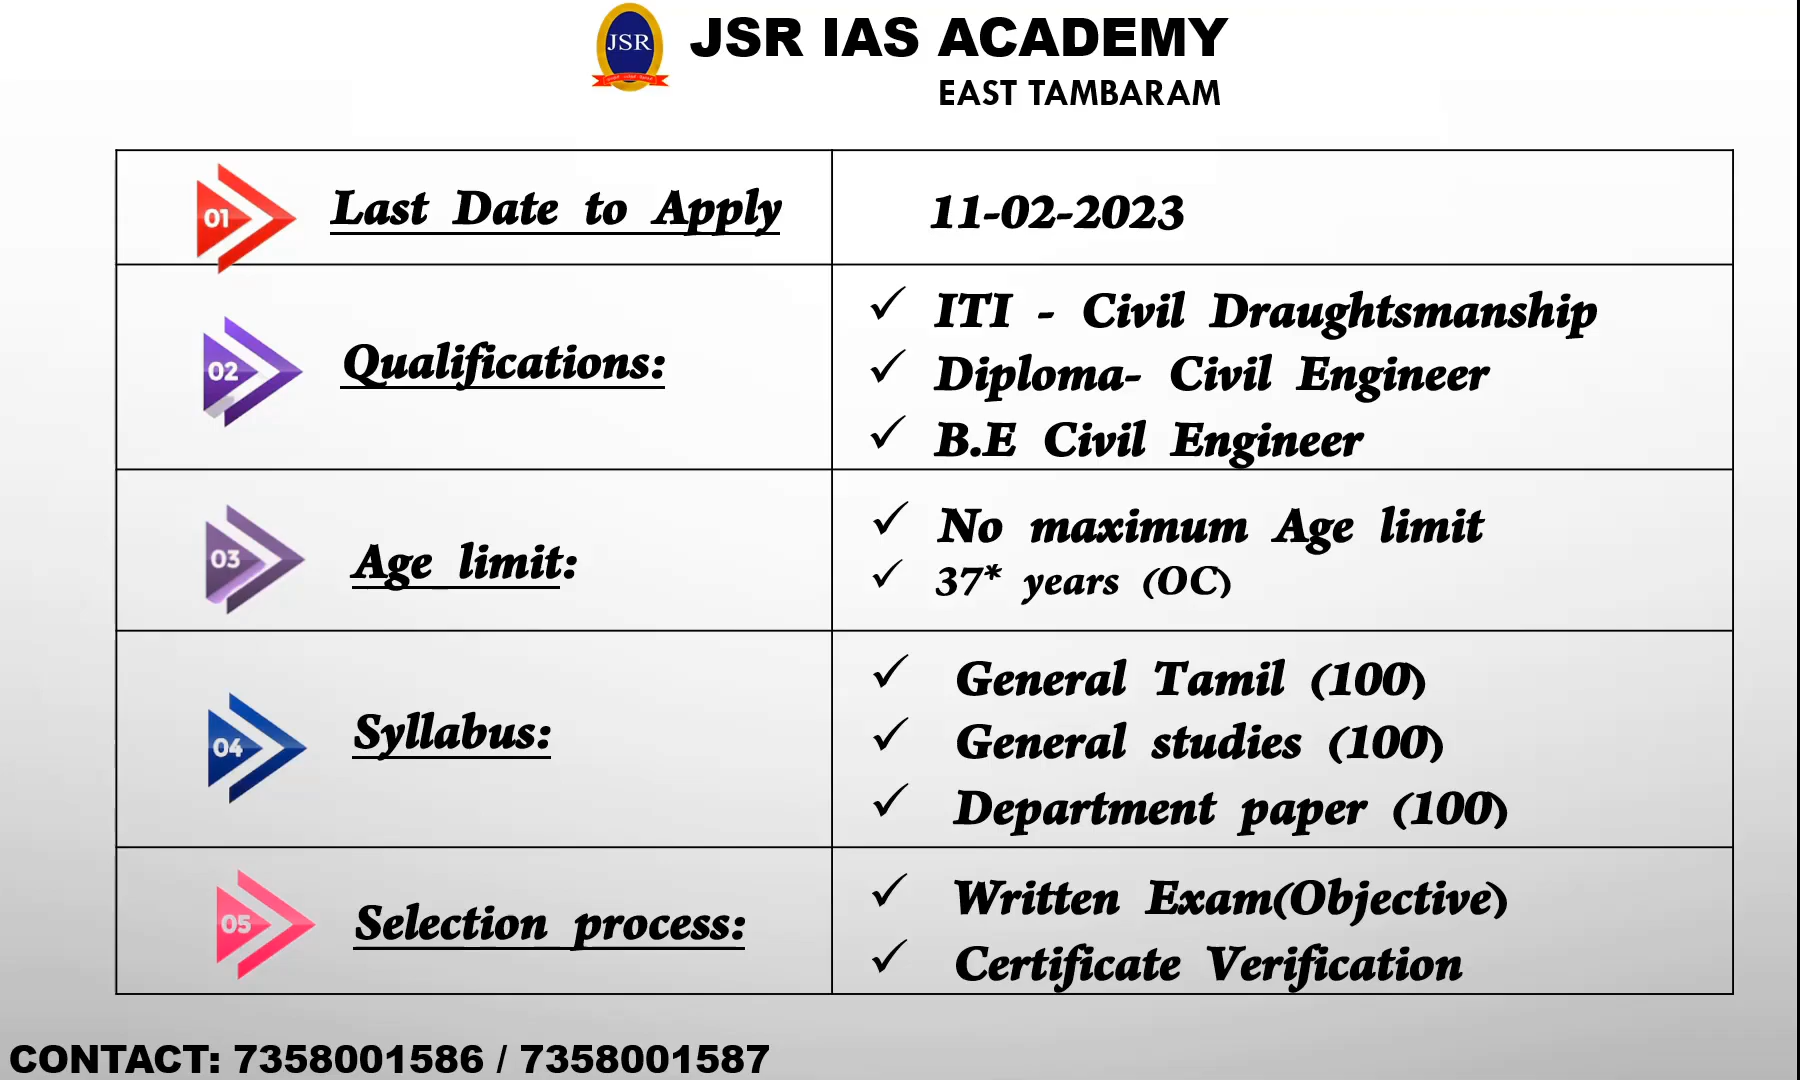 JSR
JSR IAS ACADEMY
EAST TAMBARAM
01 Last Date to Apply
11-02-2023
02 Qualifications:
✓ ITI - Civil Draughtsmanship
✓ Diploma- Civil Engineer
✓ B.E Civil Engineer
03 Age limit:
✓ No maximum Age limit
✓ 37* years (OC)
04 Syllabus:
✓ General Tamil (100)
✓ General studies (100)
✓ Department paper (100)
05 Selection process:
✓ Written Exam(Objective)
✓ Certificate Verification
CONTACT: 7358001586 / 7358001587